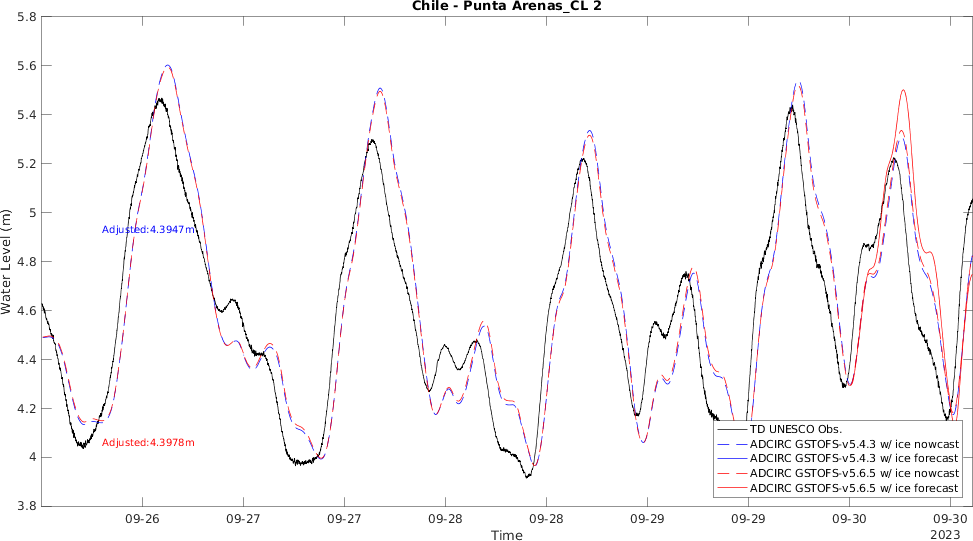 Chile - Punta Arenas_CL 2
5.8
5.6
5.4
5.2
5
4.8
4.6
4.4
4.2
4
3.8
Water Level (m)
Adjusted:4.3947m
Adjusted:4.3978m
TD UNESCO Obs.
ADCIRC GSTOFS-v5.4.3 w/ ice nowcast
ADCIRC GSTOFS-v5.4.3 w/ ice forecast
ADCIRC GSTOFS-v5.6.5 w/ ice nowcast
ADCIRC GSTOFS-v5.6.5 w/ ice forecast
09-26 09-27 09-27 09-28 09-28 09-29 09-29 09-30 09-30
2023
Time